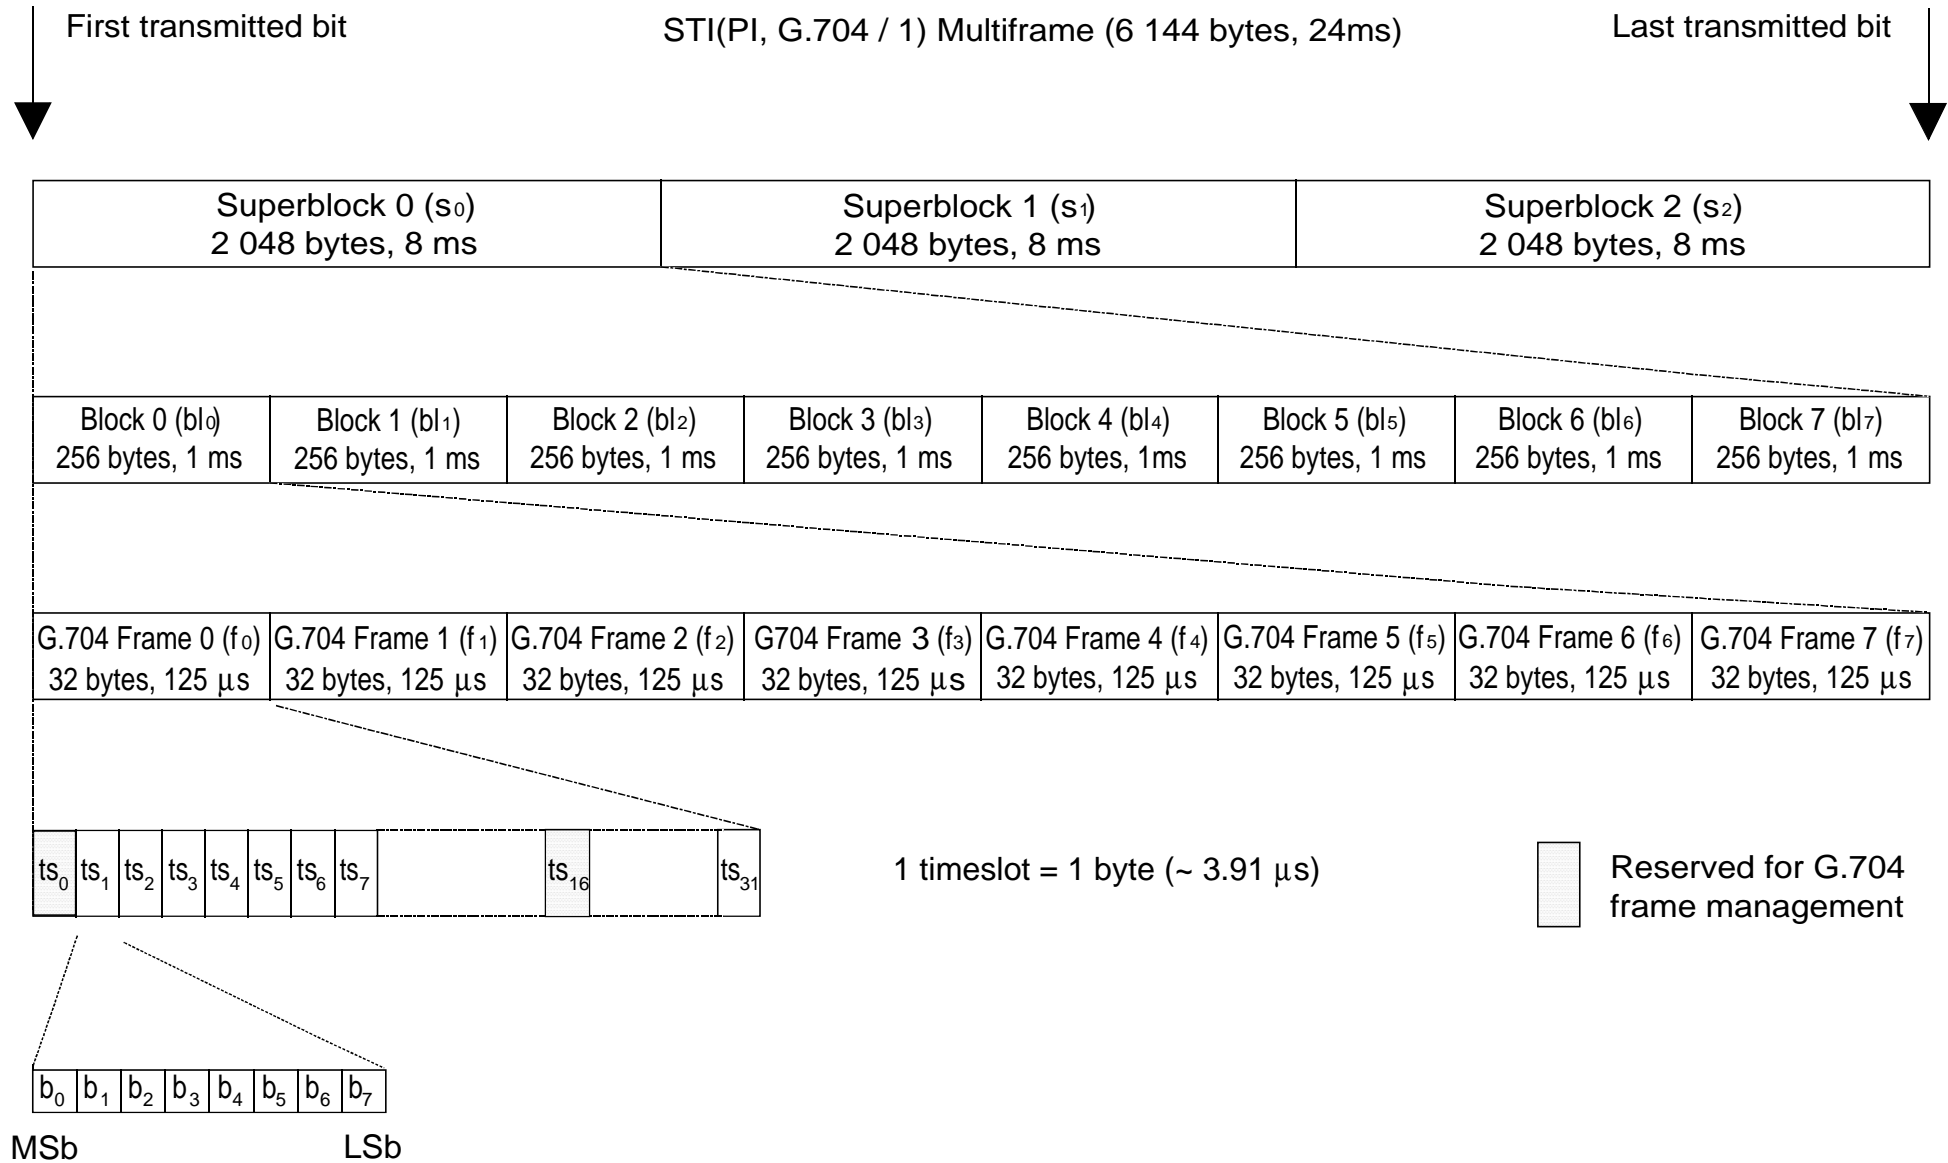 First transmitted bit
STI(PI, G.704 / 1) Multiframe (6 144 bytes, 24ms)
Last transmitted bit
Superblock 0 (s0)
2 048 bytes, 8 ms
Superblock 1 (s1)
2 048 bytes, 8 ms
Superblock 2 (s2)
2 048 bytes, 8 ms
Block 0 (bl0)
256 bytes, 1 ms
Block 1 (bl1)
256 bytes, 1 ms
Block 2 (bl2)
256 bytes, 1 ms
Block 3 (bl3)
256 bytes, 1 ms
Block 4 (bl4)
256 bytes, 1ms
Block 5 (bl5)
256 bytes, 1 ms
Block 6 (bl6)
256 bytes, 1 ms
Block 7 (bl7)
256 bytes, 1 ms
G.704 Frame 0 (f0)
32 bytes, 125 μs
G.704 Frame 1 (f1)
32 bytes, 125 μs
G.704 Frame 2 (f2)
32 bytes, 125 μs
G704 Frame 3 (f3)
32 bytes, 125 μs
G.704 Frame 4 (f4)
32 bytes, 125 μs
G.704 Frame 5 (f5)
32 bytes, 125 μs
G.704 Frame 6 (f6)
32 bytes, 125 μs
G.704 Frame 7 (f7)
32 bytes, 125 μs
ts0 ts1 ts2 ts3 ts4 ts5 ts6 ts7 ts16 ts31
1 timeslot = 1 byte (~ 3.91 μs)
Reserved for G.704
frame management
b0 b1 b2 b3 b4 b5 b6 b7
MSb
LSb